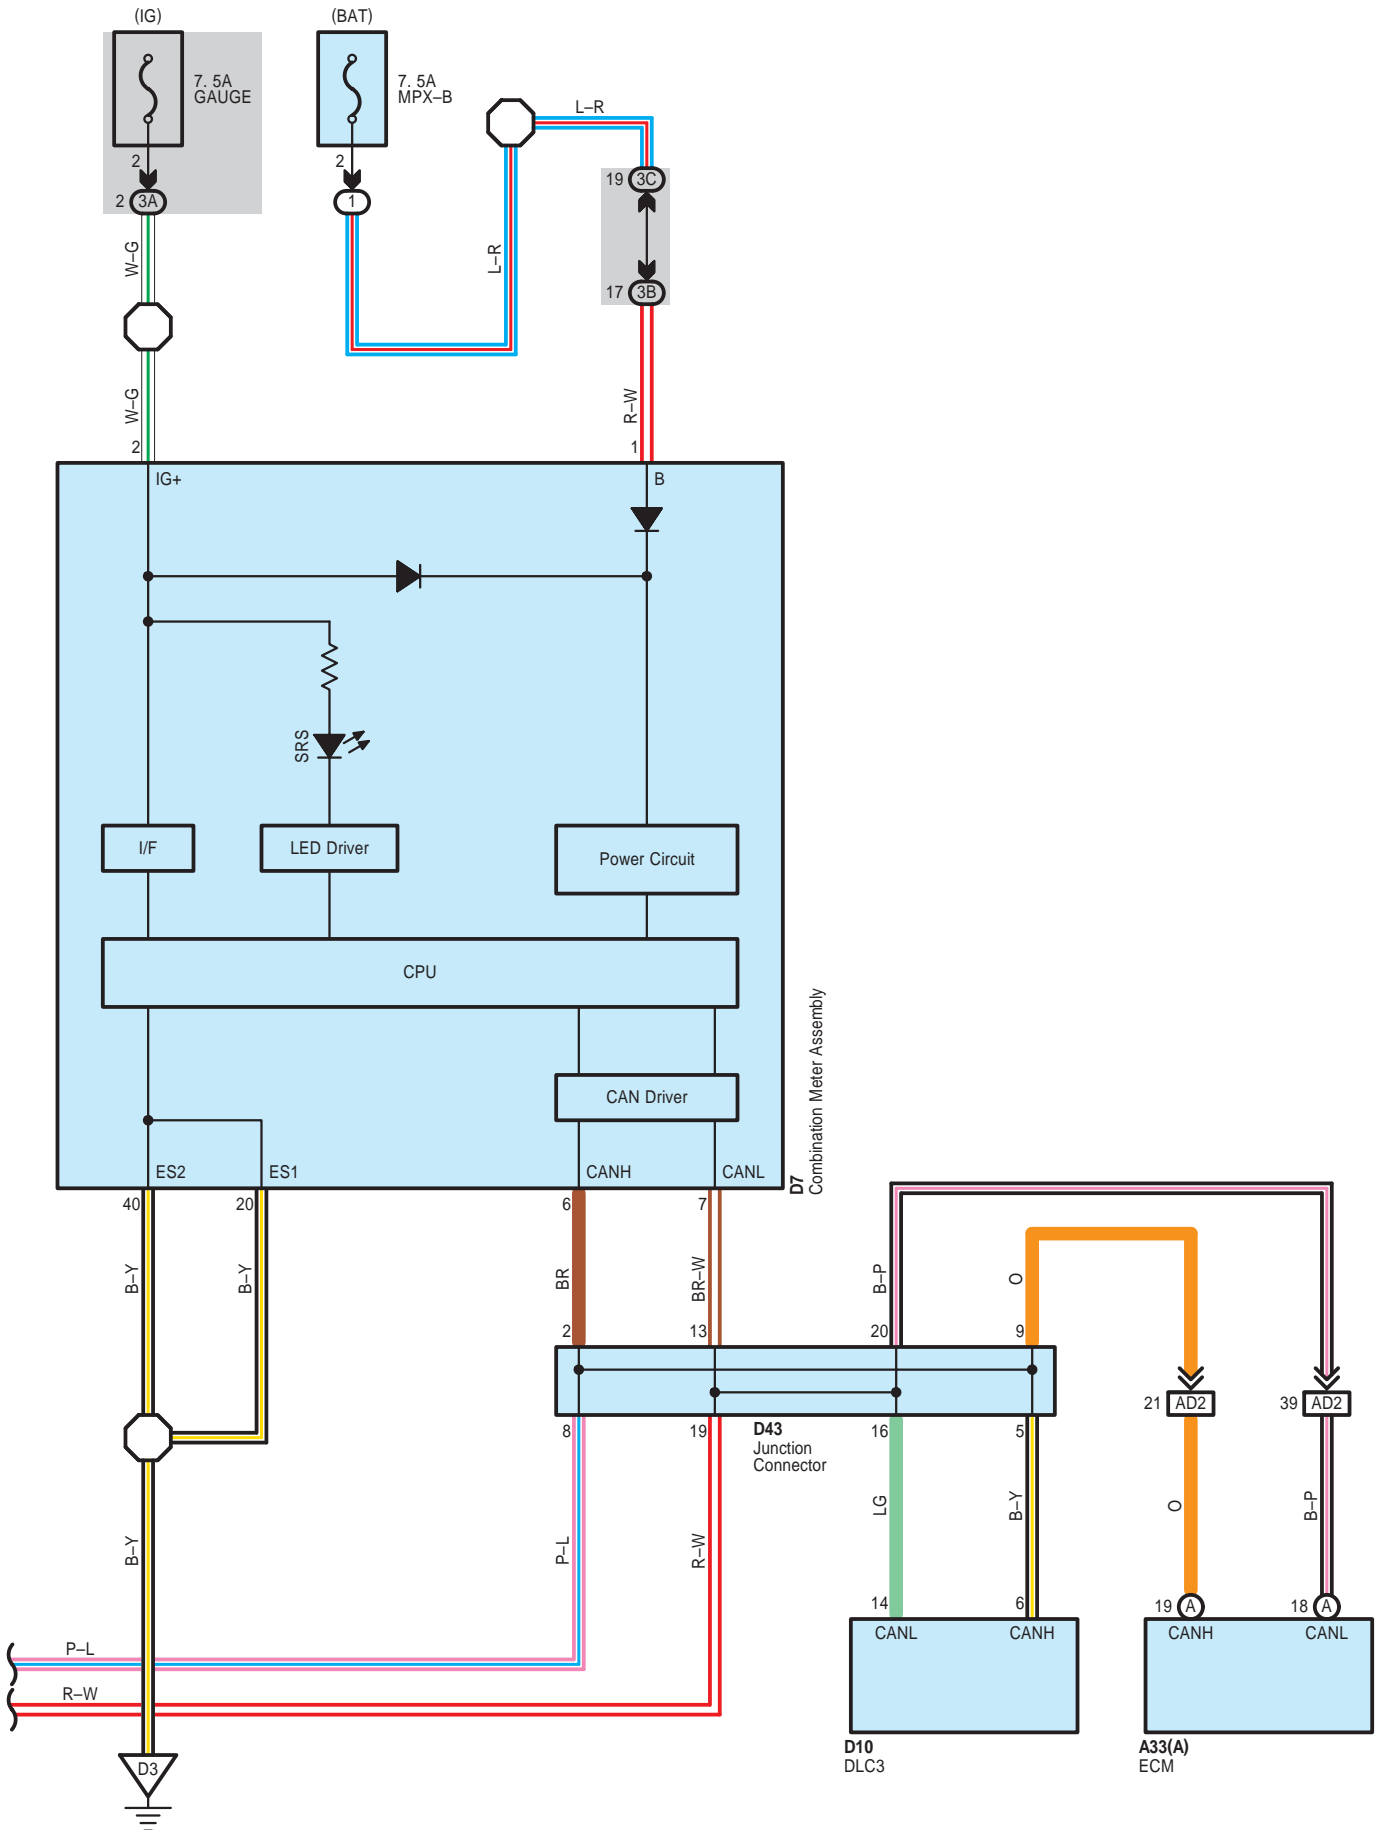 (IG)
(BAT)
7. 5A
GAUGE
7. 5A
MPX–B
L–R
2
2
2
3A
1
19
3C
W–G
L–R
17
3B
W–G
R–W
2
1
IG+
B
SRS
I/F
LED Driver
Power Circuit
CPU
CAN Driver
D7
Combination Meter Assembly
ES2
ES1
CANH
CANL
40
20
6
7
B–Y
B–Y
BR
BR–W
B–P
O
2
13
20
9
21
AD2
39
AD2
8
19
D43
Junction
Connector
16
5
B–Y
P–L
R–W
LG
B–Y
O
B–P
14
6
19
A
18
A
CANL
CANH
CANH
CANL
P–L
R–W
D10
DLC3
A33(A)
ECM
D3